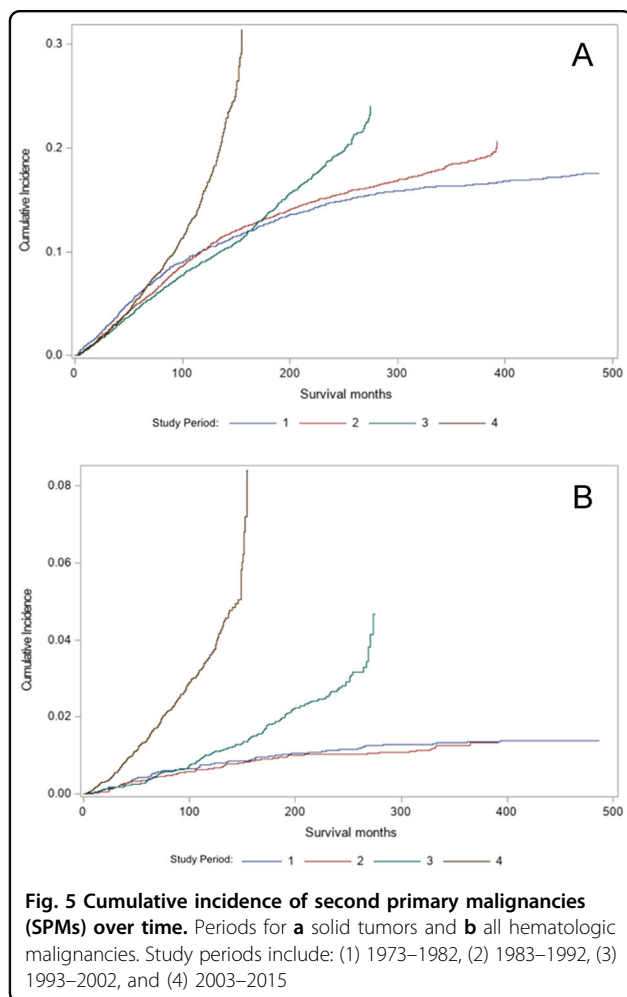 A
0.3
0.2
0.1
0.0
Cumulative Incidence
0 100 200 300 400 500
Survival months
Study Period: 1 2 3 4
B
0.08
0.06
0.04
0.02
0.00
Cumulative Incidence
0 100 200 300 400 500
Survival months
Study Period: 1 2 3 4
Fig. 5 Cumulative incidence of second primary malignancies
(SPMs) over time. Periods for a solid tumors and b all hematologic
malignancies. Study periods include: (1) 1973–1982, (2) 1983–1992, (3)
1993–2002, and (4) 2003–2015